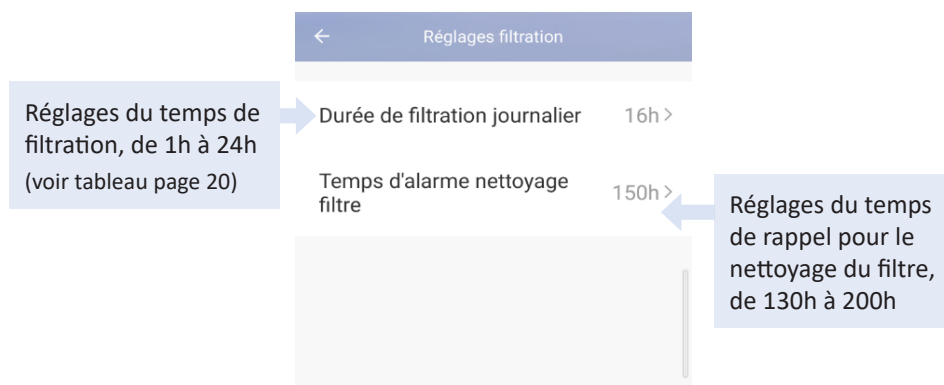 Réglages filtration
Réglages du temps de
filtration, de 1h à 24h
(voir tableau page 20)
Durée de filtration journalier 16h >
Temps d'alarme nettoyage
filtre
150h >
Réglages du temps
de rappel pour le
nettoyage du filtre,
de 130h à 200h